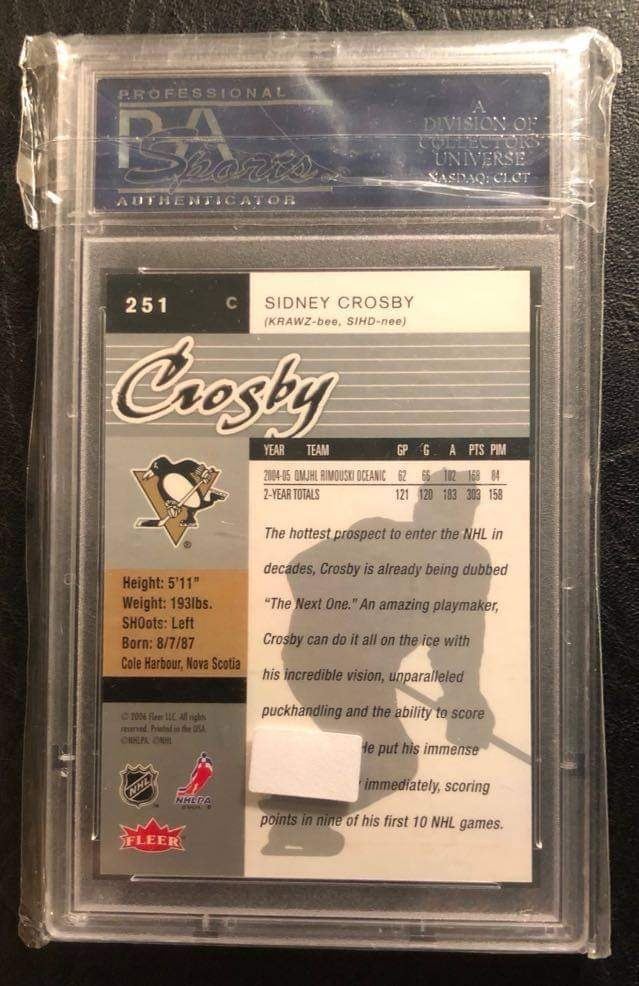 PROFESSIONAL
PSA
Sports
AUTHENTICATOR
A
DIVISION OF
COLLECTORS
UNIVERSE
NASDAQ: CLCT
251 C SIDNEY CROSBY
(KRAWZ-bee, SIHD-nee)
Crosby
YEAR TEAM GP G A PTS PIM
2004-05 QMJHL RIMOUSKI OCEANIC 62 66 102 168 84
2-YEAR TOTALS 121 120 183 303 158
The hottest prospect to enter the NHL in
decades, Crosby is already being dubbed
"The Next One." An amazing playmaker,
Crosby can do it all on the ice with
his incredible vision, unparalleled
puckhandling and the ability to score
He put his immense
immediately, scoring
points in nine of his first 10 NHL games.
Height: 5'11"
Weight: 193lbs.
SHOots: Left
Born: 8/7/87
Cole Harbour, Nova Scotia
© 2006 Fleer LLC. All rights
reserved. Printed in the USA.
©NHLPA. ©NHL
NHL
NHLPA
FLEER